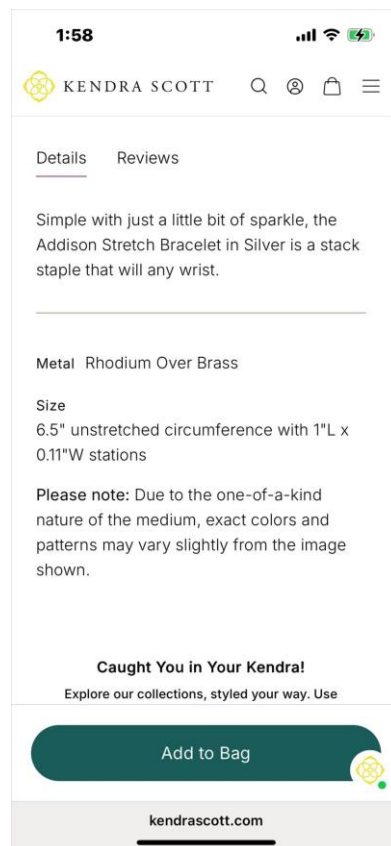 1:58
KENDRA SCOTT
Details Reviews
Simple with just a little bit of sparkle, the
Addison Stretch Bracelet in Silver is a stack
staple that will any wrist.
Metal Rhodium Over Brass
Size
6.5" unstretched circumference with 1"L x
0.11"W stations
Please note: Due to the one-of-a-kind
nature of the medium, exact colors and
patterns may vary slightly from the image
shown.
Caught You in Your Kendra!
Explore our collections, styled your way. Use
Add to Bag
kendrascott.com